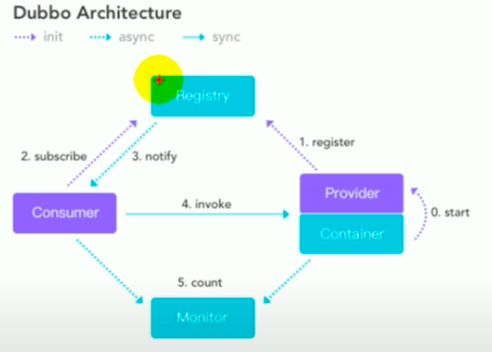 Dubbo Architecture
init async sync
Registry
1. register
2. subscribe
3. notify
Provider
Consumer
4. invoke
0. start
Container
5. count
Monitor